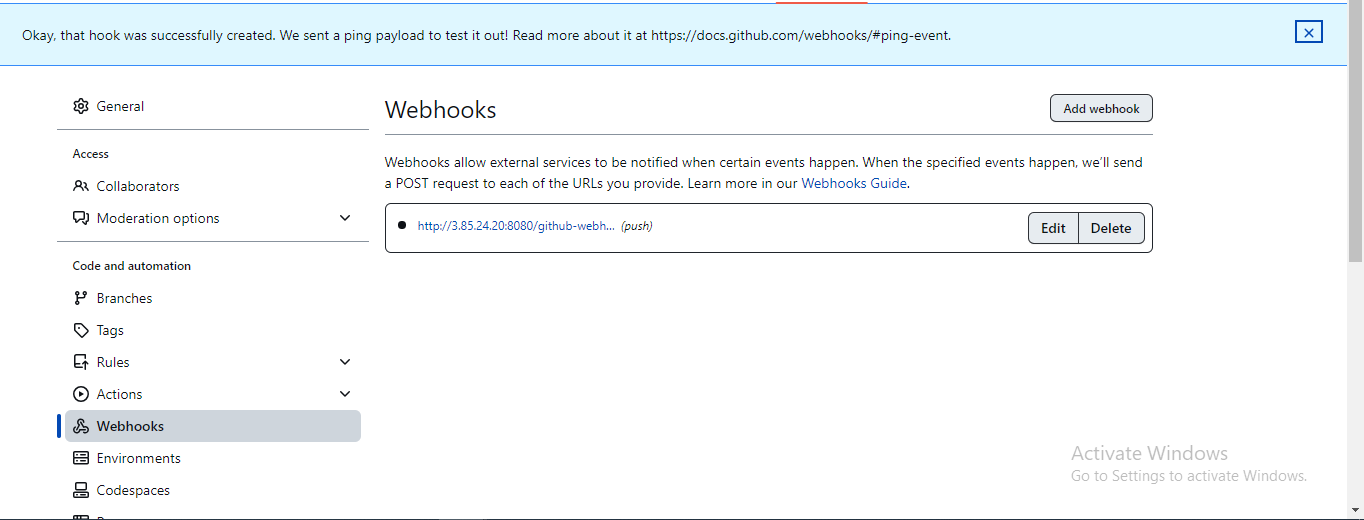 Okay, that hook was successfully created. We sent a ping payload to test it out! Read more about it at https://docs.github.com/webhooks/#ping-event.
General
Access
Collaborators
Moderation options
Code and automation
Branches
Tags
Rules
Actions
Webhooks
Environments
Codespaces
Webhooks
Add webhook
Webhooks allow external services to be notified when certain events happen. When the specified events happen, we'll send
a POST request to each of the URLs you provide. Learn more in our Webhooks Guide.
http://3.85.24.20:8080/github-webh... (push)
Edit
Delete
Activate Windows
Go to Settings to activate Windows.